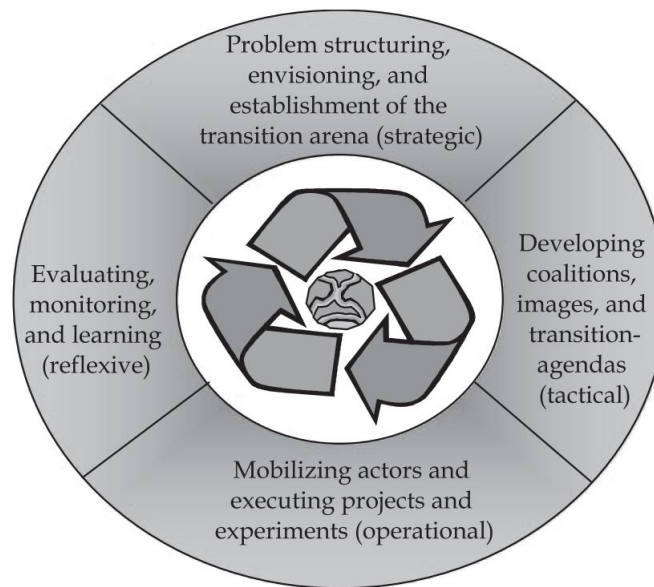 Problem structuring,
envisioning, and
establishment of the
transition arena (strategic)
Developing
coalitions,
images, and
transition-
agendas
(tactical)
Mobilizing actors and
executing projects and
experiments (operational)
Evaluating,
monitoring,
and learning
(reflexive)